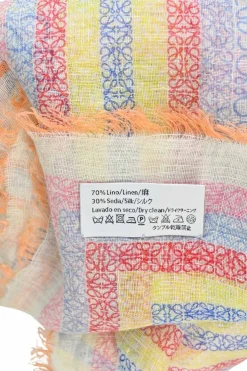 70% Lino/Linen/麻
30% Seda/Silk/シルク
Lavado en seco/Dry clean/ドライクリーニング
タンブル乾燥禁止